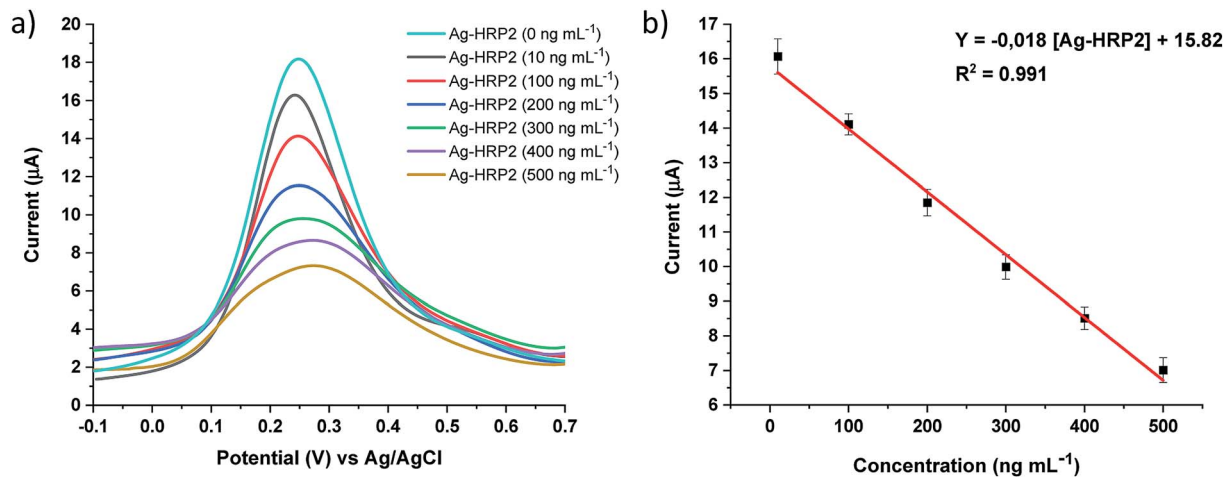 a)
20
18
16
14
12
10
8
6
4
2
0
Current (µA)
-0.1 0.0 0.1 0.2 0.3 0.4 0.5 0.6 0.7
Potential (V) vs Ag/AgCl
Ag-HRP2 (0 ng mL⁻¹)
Ag-HRP2 (10 ng mL⁻¹)
Ag-HRP2 (100 ng mL⁻¹)
Ag-HRP2 (200 ng mL⁻¹)
Ag-HRP2 (300 ng mL⁻¹)
Ag-HRP2 (400 ng mL⁻¹)
Ag-HRP2 (500 ng mL⁻¹)
b)
17
16
15
14
13
12
11
10
9
8
7
6
Current (µA)
0 100 200 300 400 500
Concentration (ng mL⁻¹)
Y = -0,018 [Ag-HRP2] + 15.82
R² = 0.991